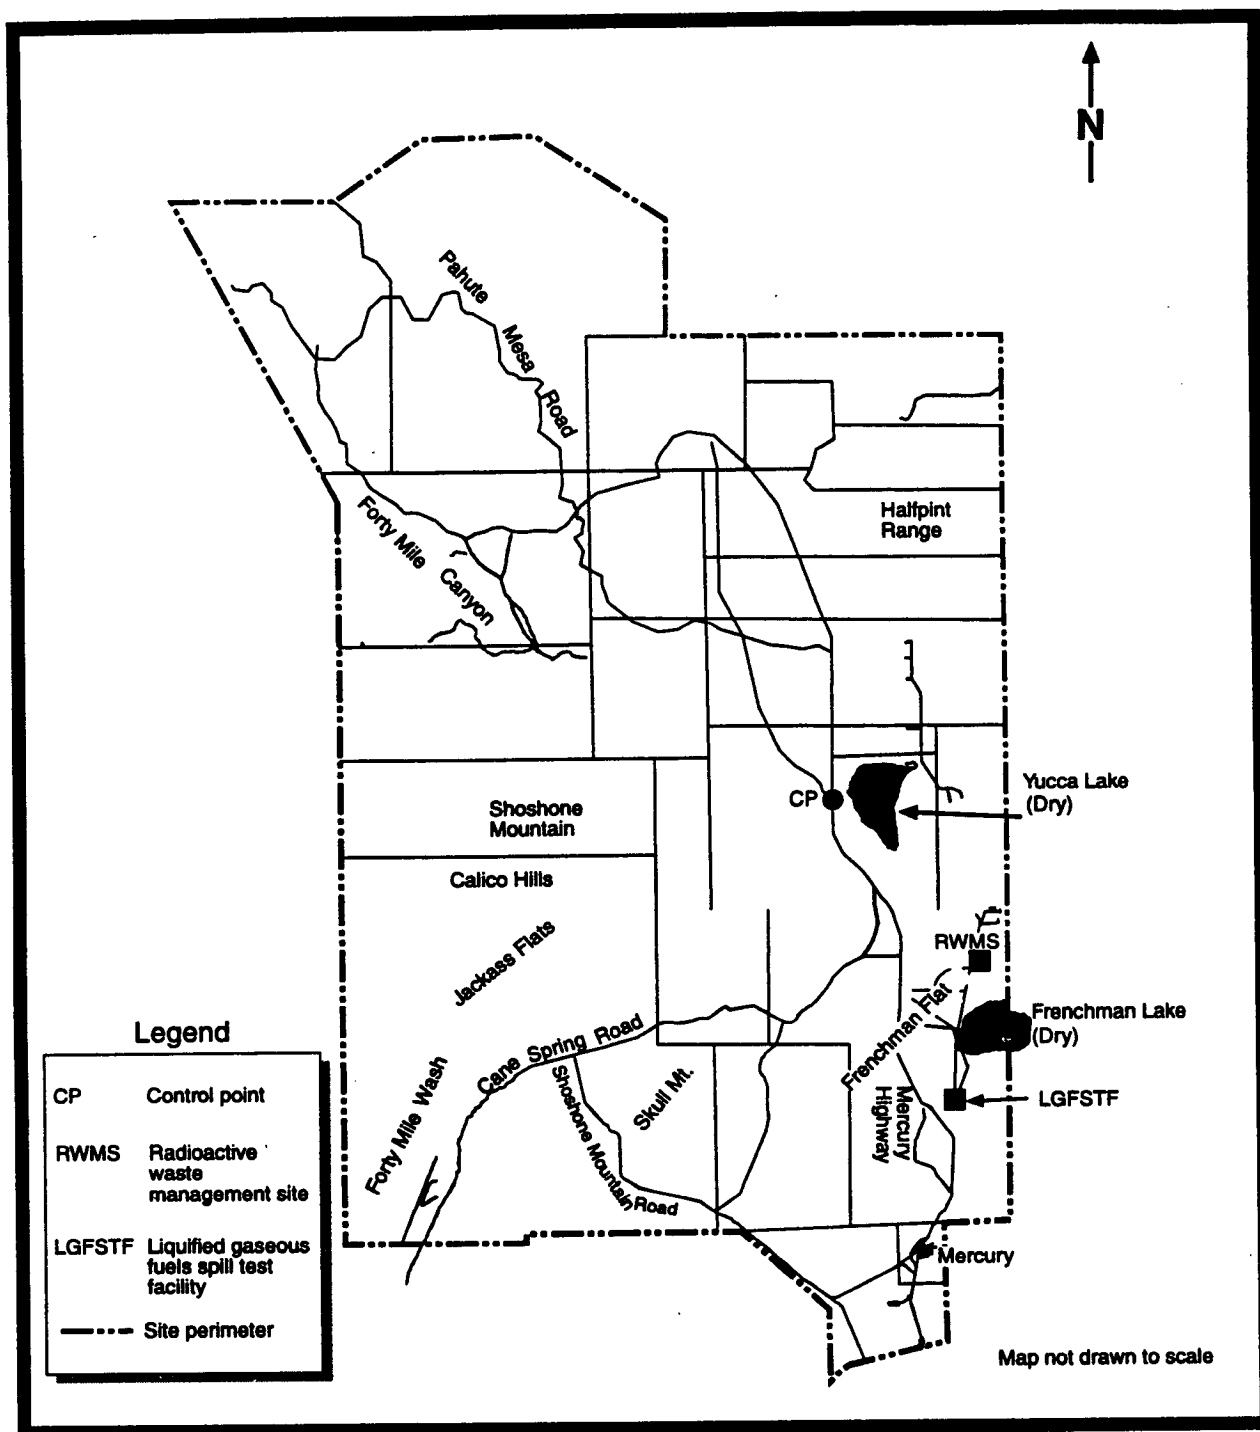 N
Pahute
Mesa
Road
Halfpint
Range
Forty Mile
Canyon
Yucca Lake
(Dry)
CP
Shoshone
Mountain
Calico Hills
Jackass Flats
RWMS
Frenchman Flat
Frenchman Lake
(Dry)
Cane Spring Road
Skull Mt.
Shoshone Mountain Road
Forty Mile Wash
Mercury
Highway
LGFSTF
Mercury
Legend
CP Control point
RWMS Radioactive
waste
management site
LGFSTF Liquified gaseous
fuels spill test
facility
Site perimeter
Map not drawn to scale